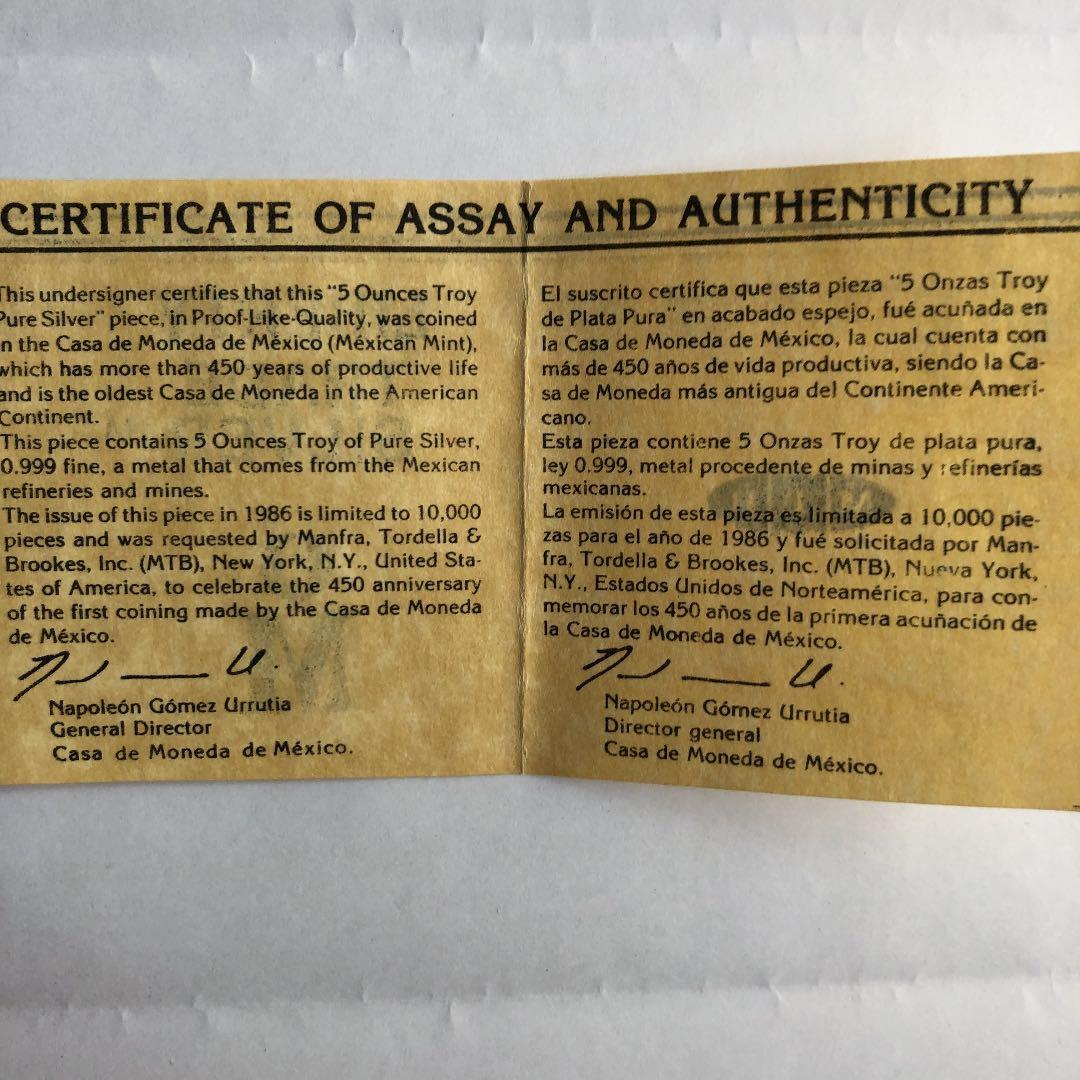 CERTIFICATE OF ASSAY AND AUTHENTICITY
This undersigner certifies that this "5 Ounces Troy
Pure Silver" piece, in Proof-Like-Quality, was coined
in the Casa de Moneda de México (Méxican Mint),
which has more than 450 years of productive life
and is the oldest Casa de Moneda in the American
Continent.
This piece contains 5 Ounces Troy of Pure Silver,
0.999 fine, a metal that comes from the Mexican
refineries and mines.
The issue of this piece in 1986 is limited to 10,000
pieces and was requested by Manfra, Tordella &
Brookes, Inc. (MTB), New York, N.Y., United Sta-
tes of America, to celebrate the 450 anniversary
of the first coining made by the Casa de Moneda
de México.
Napoleón Gómez Urrutia
General Director
Casa de Moneda de México.
El suscrito certifica que esta pieza "5 Onzas Troy
de Plata Pura" en acabado espejo, fué acuñada en
la Casa de Moneda de México, la cual cuenta con
más de 450 años de vida productiva, siendo la Ca-
sa de Moneda más antigua del Continente Ameri-
cano.
Esta pieza contiene 5 Onzas Troy de plata pura,
ley 0.999, metal procedente de minas y refinerías
mexicanas.
La emisión de esta pieza es limitada a 10,000 pie-
zas para el año de 1986 y fué solicitada por Man-
fra, Tordella & Brookes, Inc. (MTB), Nueva York,
N.Y., Estados Unidos de Norteamérica, para con-
memorar los 450 años de la primera acuñación de
la Casa de Moneda de México.
Napoleón Gómez Urrutia
Director general
Casa de Moneda de México.